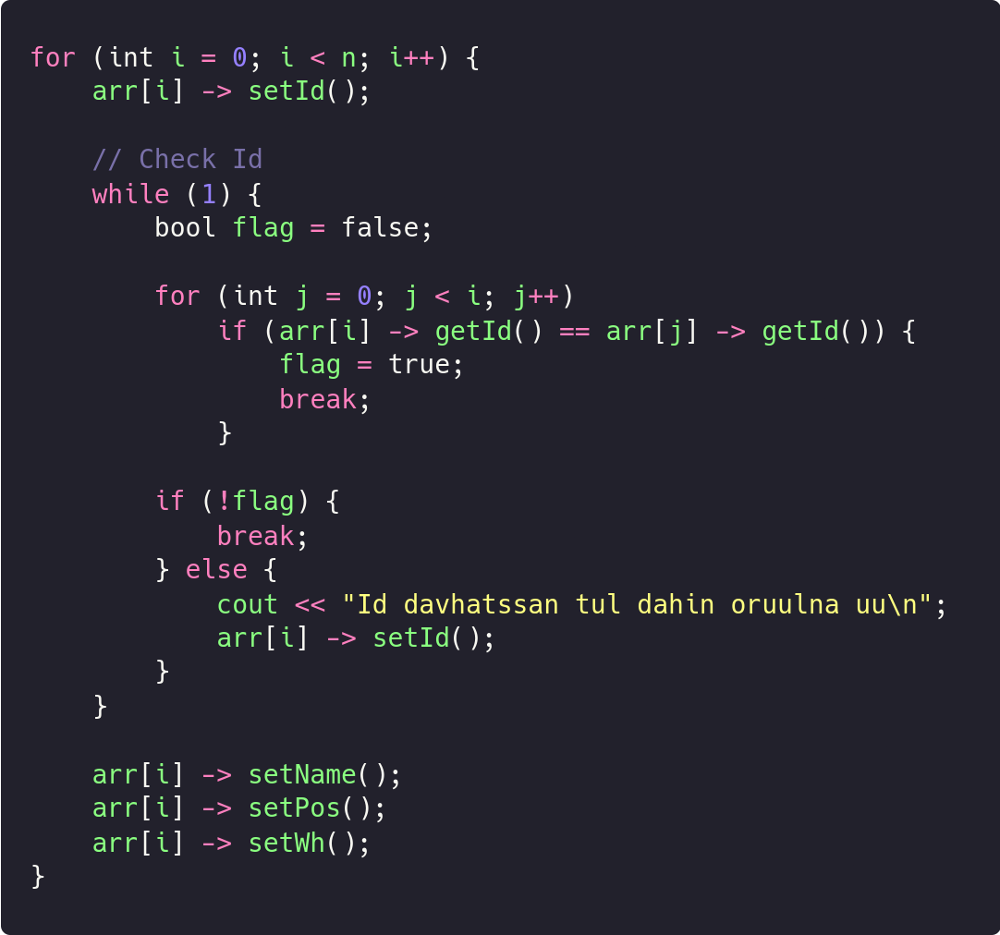 for (int i = 0; i < n; i++) {
    arr[i] -> setId();

    // Check Id
    while (1) {
        bool flag = false;

        for (int j = 0; j < i; j++)
            if (arr[i] -> getId() == arr[j] -> getId()) {
                flag = true;
                break;
            }

        if (!flag) {
            break;
        } else {
            cout << "Id davhatssan tul dahin oruulna uu\n";
            arr[i] -> setId();
        }
    }

    arr[i] -> setName();
    arr[i] -> setPos();
    arr[i] -> setWh();
}